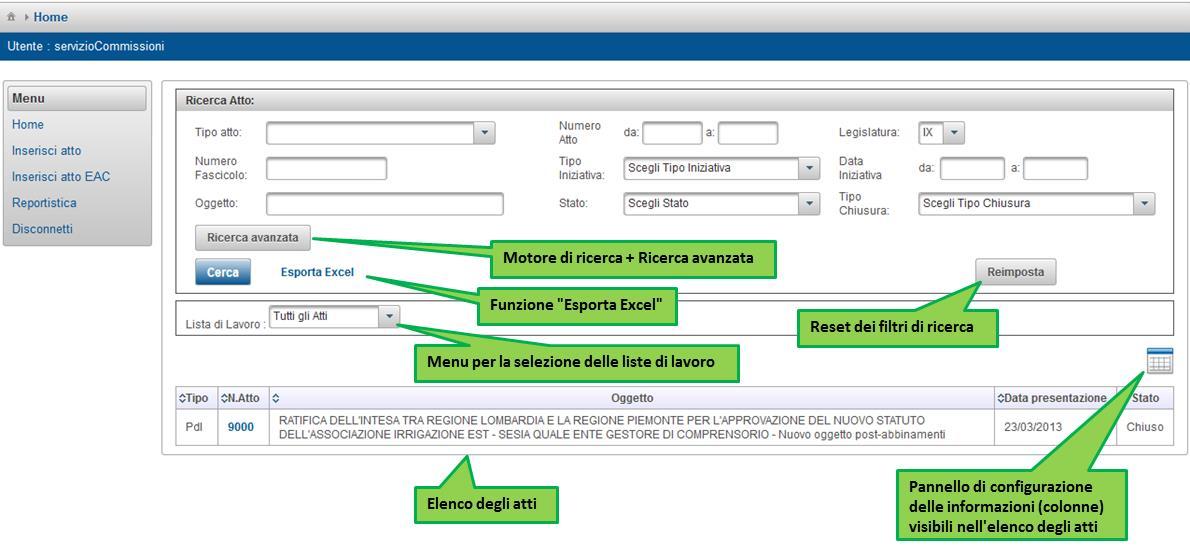 Home
Utente : servizioCommissioni
Menu
Home
Inserisci atto
Inserisci atto EAC
Reportistica
Disconnetti
Ricerca Atto:
Tipo atto:
Numero
Atto
da:
a:
Legislatura:
IX
Numero
Fascicolo:
Tipo
Iniziativa:
Scegli Tipo Iniziativa
Data
Iniziativa
da:
a:
Oggetto:
Stato:
Scegli Stato
Tipo
Chiusura:
Scegli Tipo Chiusura
Ricerca avanzata
Motore di ricerca + Ricerca avanzata
Cerca
Esporta Excel
Reimposta
Funzione "Esporta Excel"
Reset dei filtri di ricerca
Lista di Lavoro :
Tutti gli Atti
Menu per la selezione delle liste di lavoro
Tipo
N.Atto
Oggetto
Data presentazione
Stato
Pdl
9000
RATIFICA DELL'INTESA TRA REGIONE LOMBARDIA E LA REGIONE PIEMONTE PER L'APPROVAZIONE DEL NUOVO STATUTO
DELL'ASSOCIAZIONE IRRIGAZIONE EST - SESIA QUALE ENTE GESTORE DI COMPRENSORIO - Nuovo oggetto post-abbinamenti
23/03/2013
Chiuso
Elenco degli atti
Pannello di configurazione
delle informazioni (colonne)
visibili nell'elenco degli atti